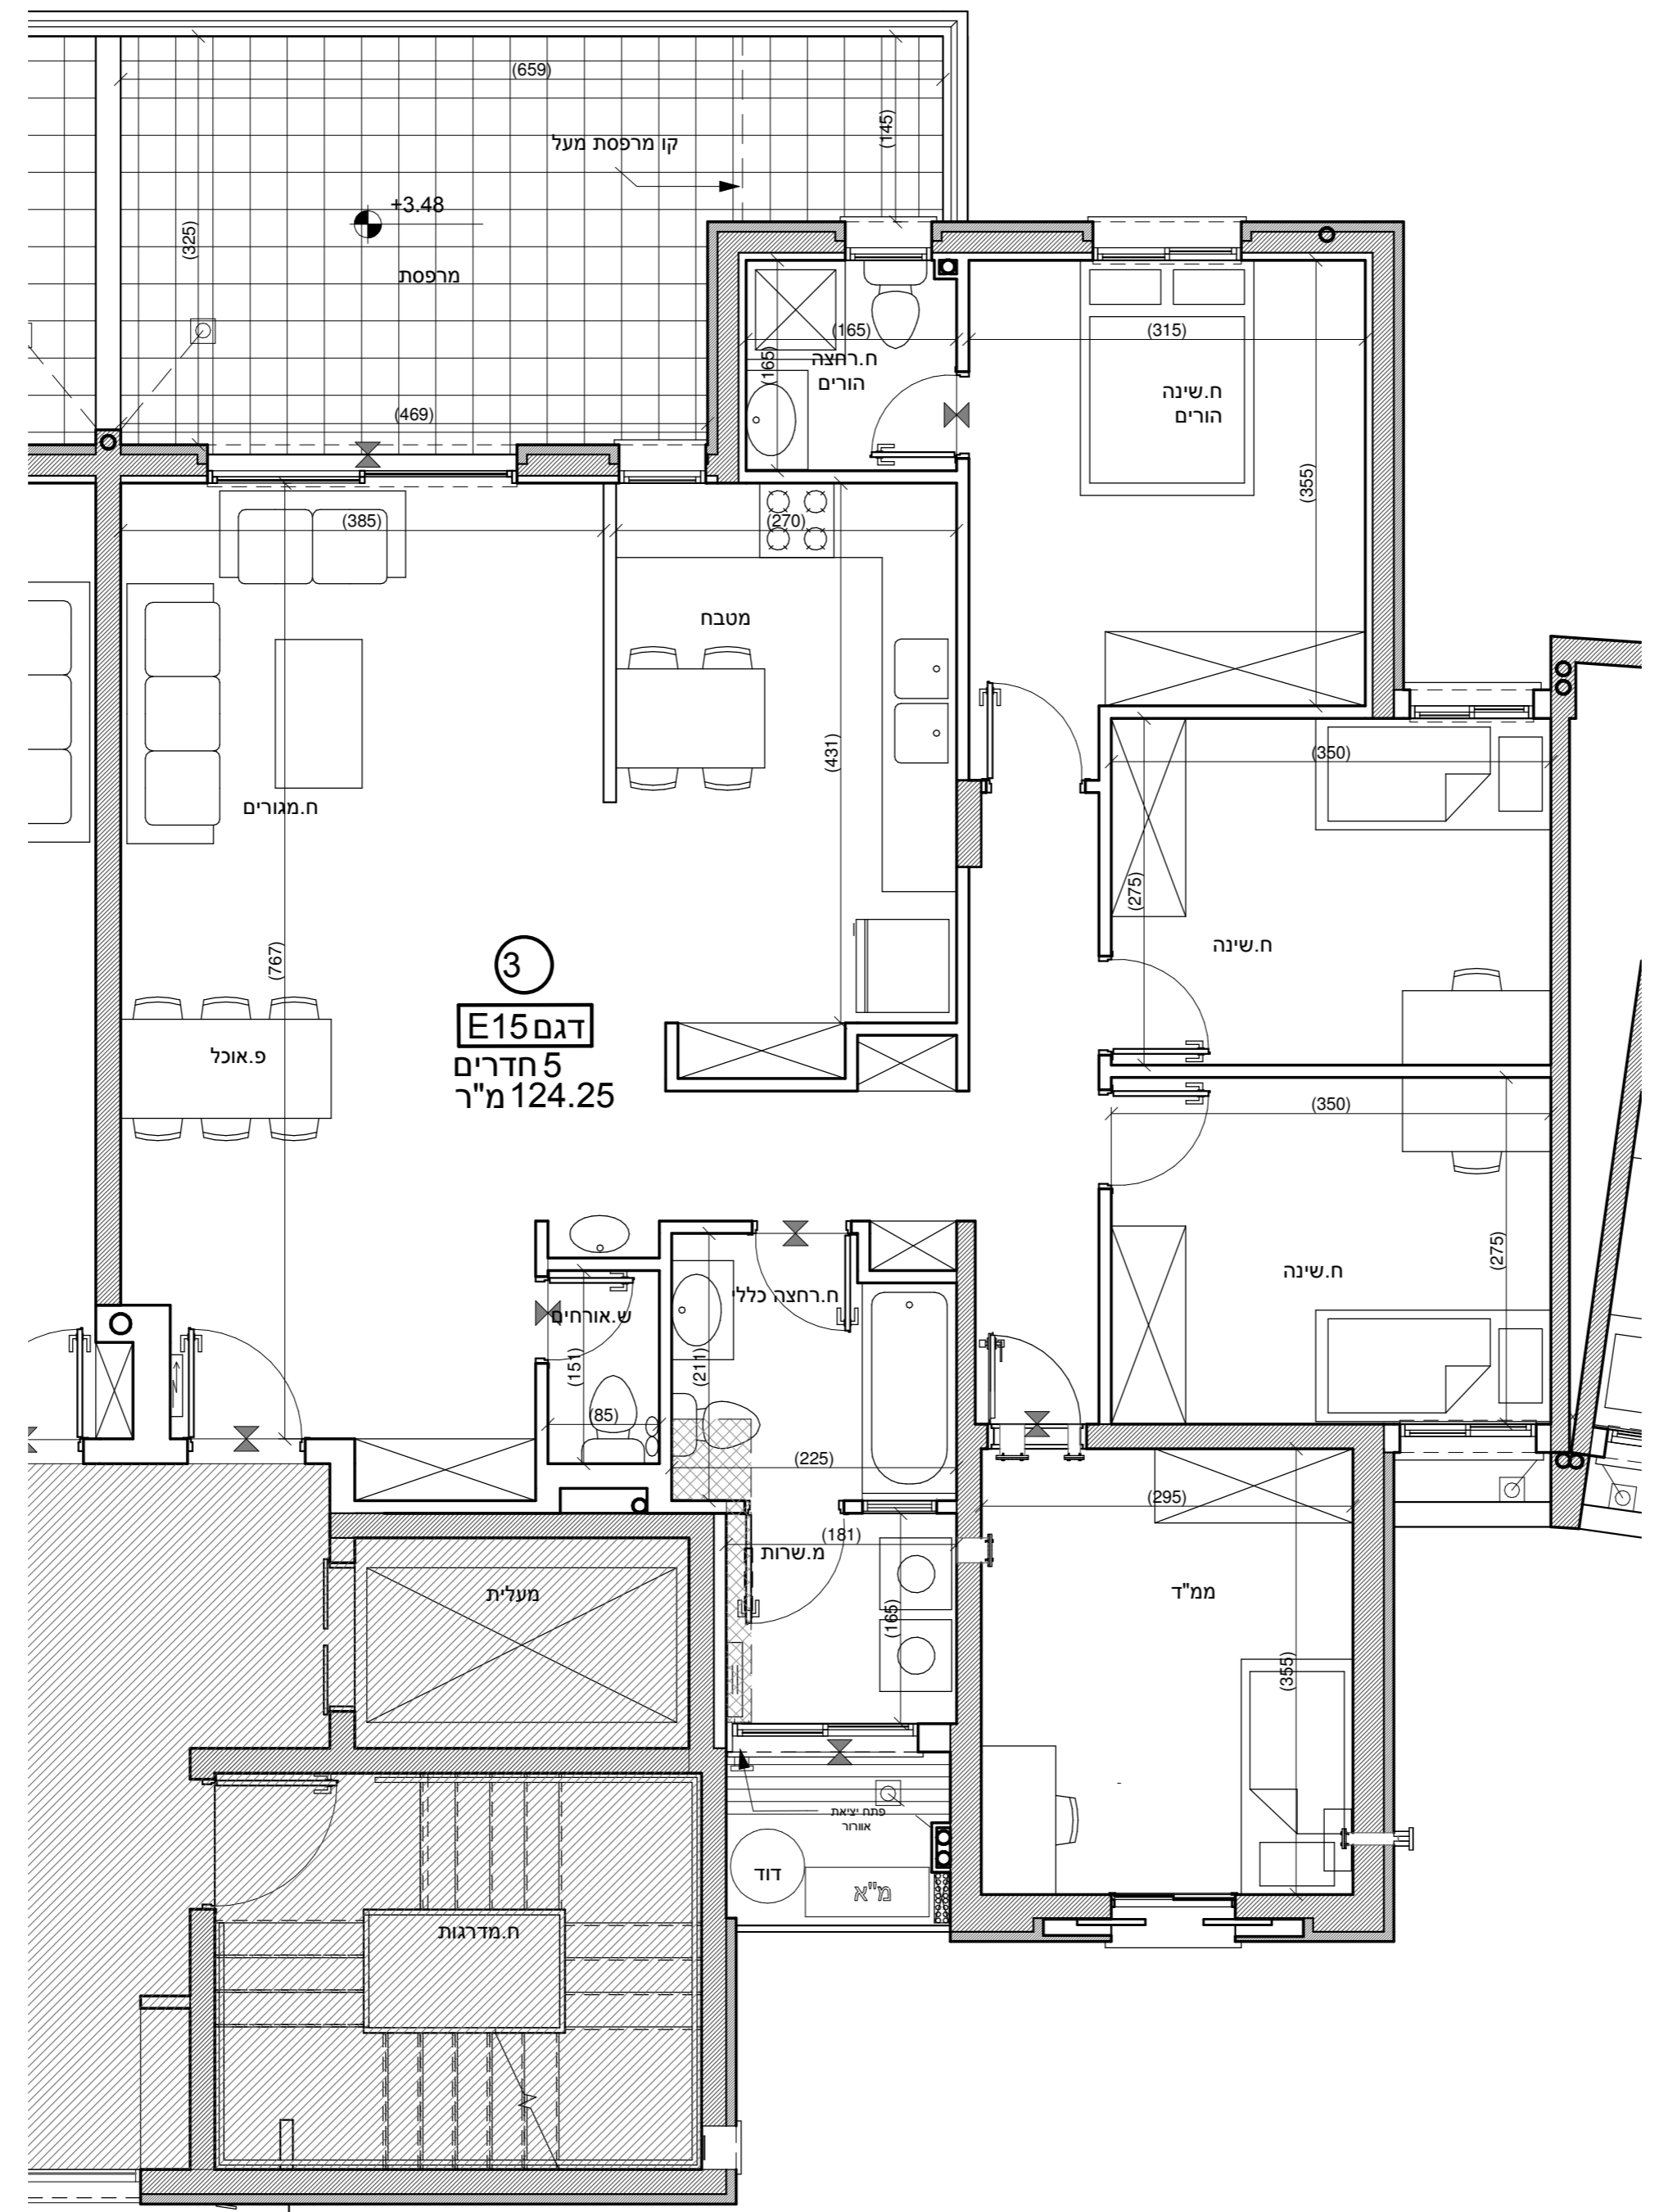 (659)
(145)
קו מרפסת מעל
+3.48
(325)
מרפסת
(165)
(315)
(165)
ח.רחצה
הורים
ח.שינה
הורים
(469)
(355)
(385)
(270)
מטבח
(431)
(350)
ח.מגורים
(275)
ח.שינה
(767)
3
דגם E15
5 חדרים
124.25 מ"ר
פ.אוכל
(350)
(275)
ח.שינה
ח.רחצה כללי
ש.אורחים
(151)
(211)
(85)
(225)
(295)
(181)
מ.שרות
מעלית
ממ"ד
(165)
(355)
פתח יציאת
אוורור
דוד
מ"א
ח.מדרגות